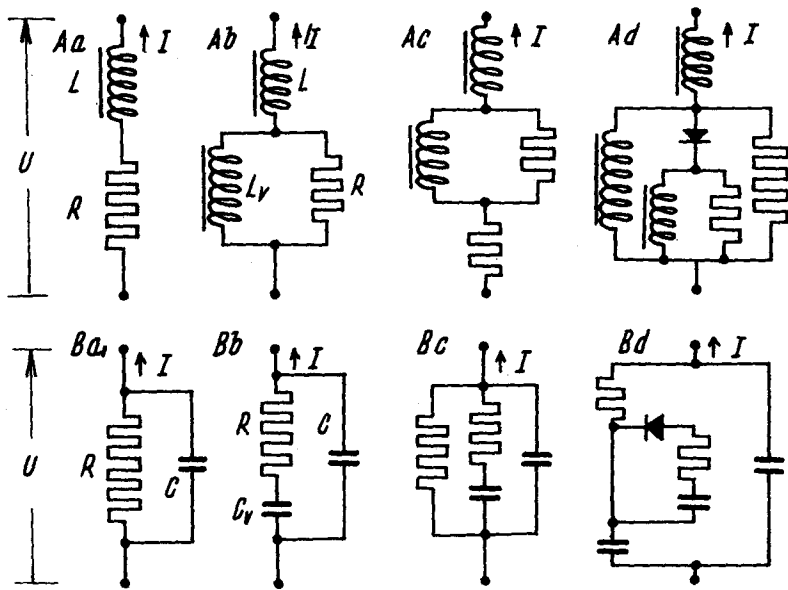 Aa I Ab I Ac I Ad I
L L
U
R Lv R
Ba I Bb I Bc I Bd I
R C
U R C
Cv